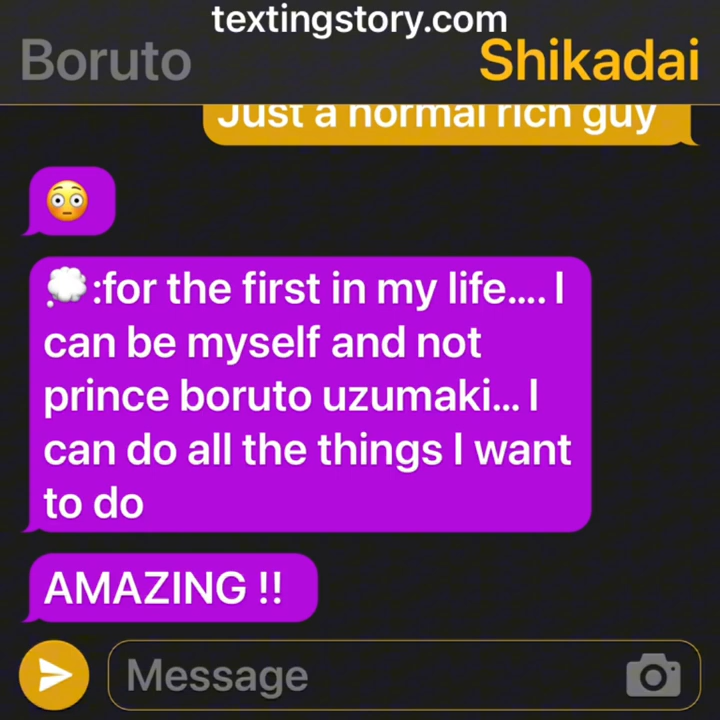 textingstory.com
Boruto Shikadai
Just a normal rich guy
😳
💭:for the first in my life.... I
can be myself and not
prince boruto uzumaki... I
can do all the things I want
to do
AMAZING !!
Message